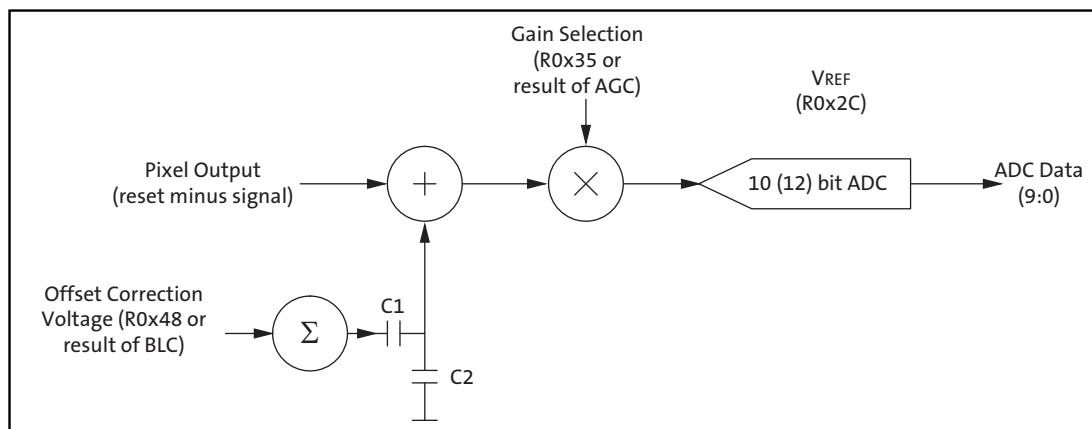 Gain Selection
(R0x35 or
result of AGC)
VREF
(R0x2C)
Pixel Output
(reset minus signal)
+
×
10 (12) bit ADC
ADC Data
(9:0)
Offset Correction
Voltage (R0x48 or
result of BLC)
Σ
C1
C2